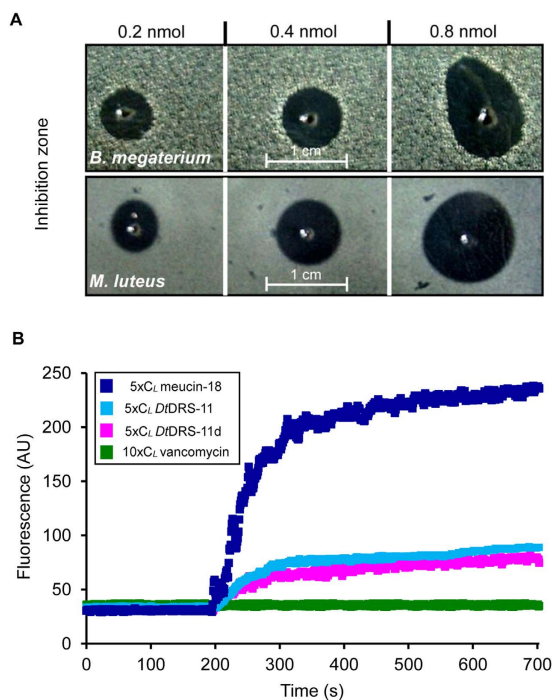 A
0.2 nmol
0.4 nmol
0.8 nmol
Inhibition zone
B. megaterium
1 cm
M. luteus
1 cm
B
250
200
150
100
50
0
Fluorescence (AU)
5xCL meucin-18
5xCL DtDRS-11
5xCL DtDRS-11d
10xCL vancomycin
0 100 200 300 400 500 600 700
Time (s)